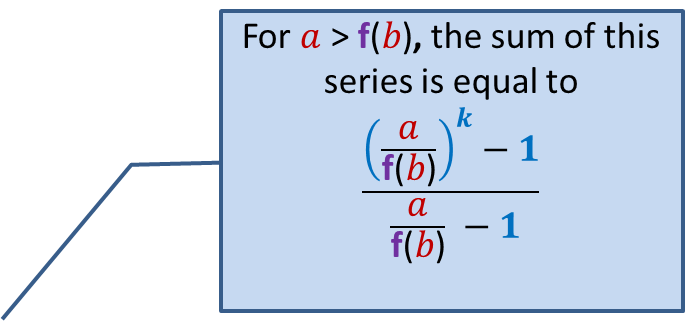 For a > f(b), the sum of this
series is equal to
(a/f(b))^k − 1
a/f(b) − 1